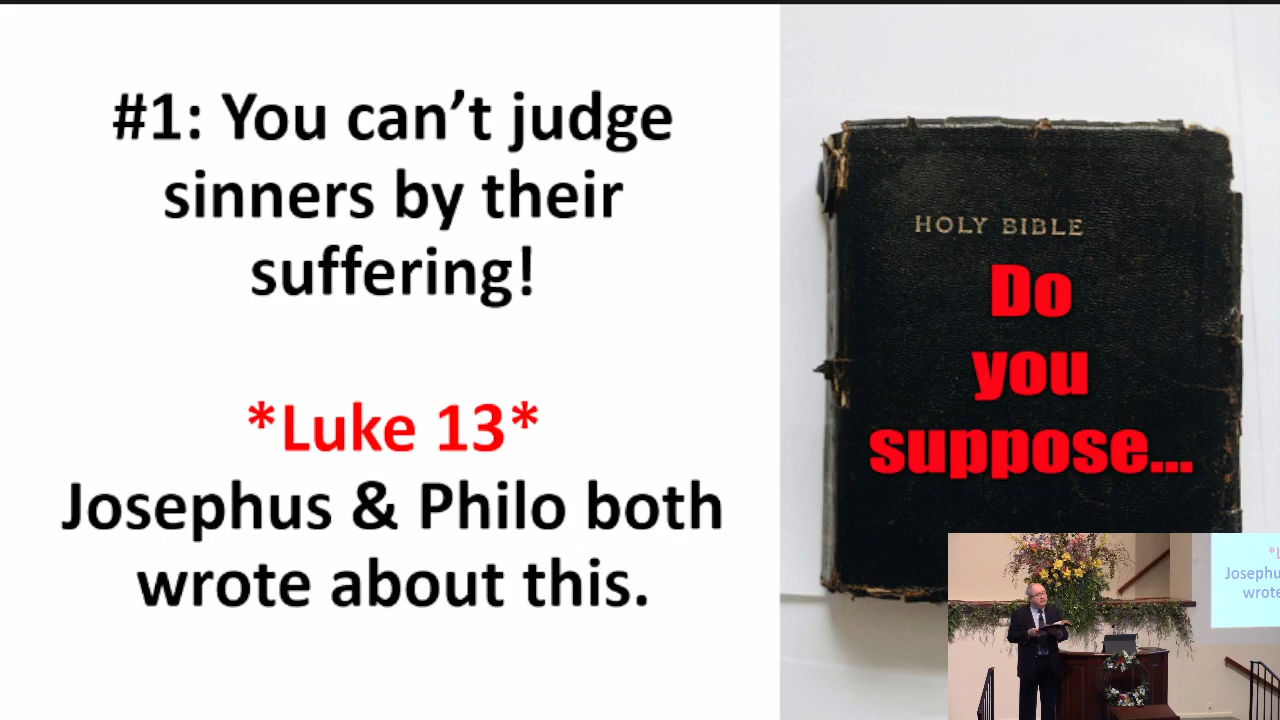 #1: You can’t judge
sinners by their
suffering!
*Luke 13*
Josephus & Philo both
wrote about this.
HOLY BIBLE
Do
you
suppose...